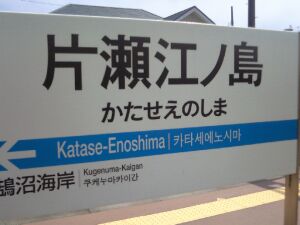 片瀬江ノ島
かたせえのしま
Katase-Enoshima | 카타세에노시마
鵠沼海岸
Kugenuma-Kaigan
쿠게누마카이간